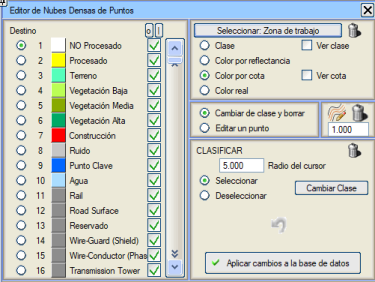 Editor de Nubes Densas de Puntos
Destino
o
1 NO Procesado
2 Procesado
3 Terreno
4 Vegetación Baja
5 Vegetación Media
6 Vegetación Alta
7 Construcción
8 Ruido
9 Punto Clave
10 Agua
11 Rail
12 Road Surface
13 Reservado
14 Wire-Guard (Shield)
15 Wire-Conductor (Phas
16 Transmission Tower
Seleccionar: Zona de trabajo
Clase Ver clase
Color por reflectancia
Color por cota Ver cota
Color real
Cambiar de clase y borrar
Editar un punto
1.000
CLASIFICAR
5.000 Radio del cursor
Seleccionar
Deseleccionar
Cambiar Clase
Aplicar cambios a la base de datos